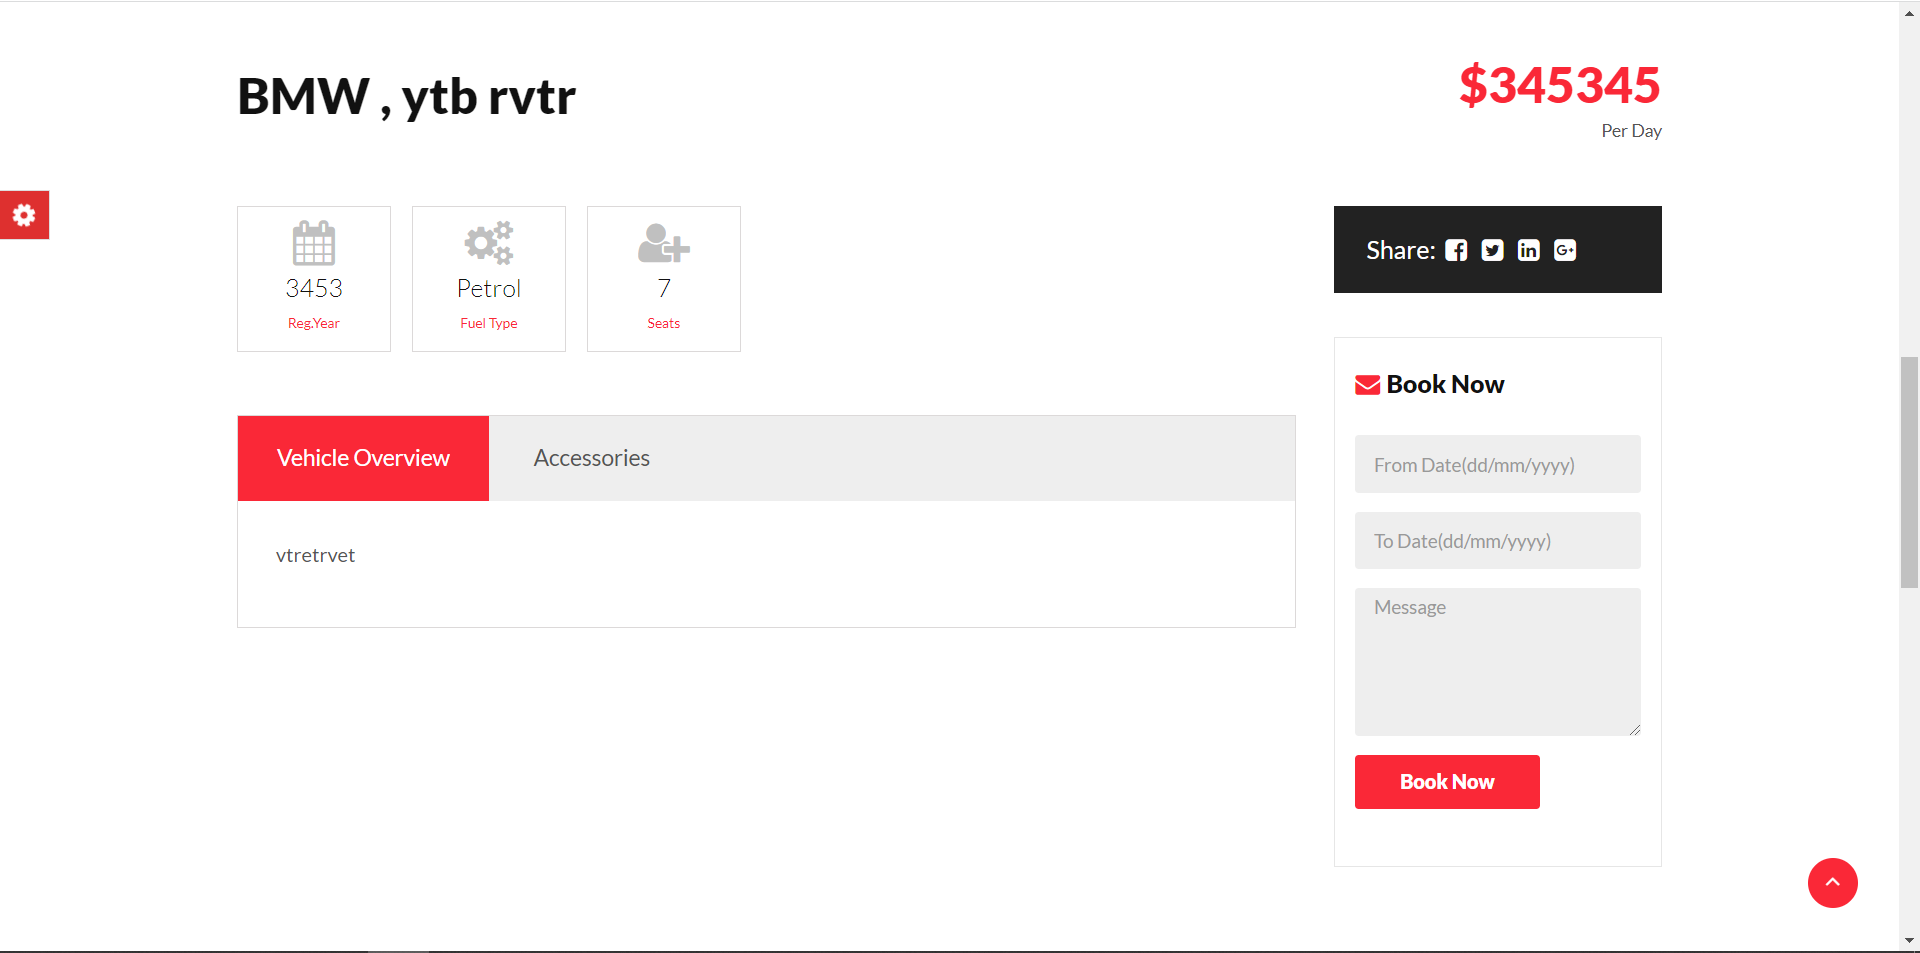 BMW , ytb rvtr
$345345
Per Day
3453
Reg.Year
Petrol
Fuel Type
7
Seats
Share:
Vehicle Overview
Accessories
vtretrvet
Book Now
From Date(dd/mm/yyyy)
To Date(dd/mm/yyyy)
Message
Book Now